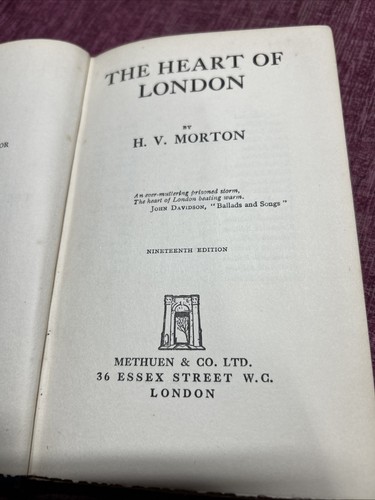 OR
THE HEART OF
LONDON
BY
H. V. MORTON
An ever-muttering prisoned storm,
The heart of London beating warm.
JOHN DAVIDSON, "Ballads and Songs"
NINETEENTH EDITION
METHUEN & CO. LTD.
36 ESSEX STREET W.C.
LONDON